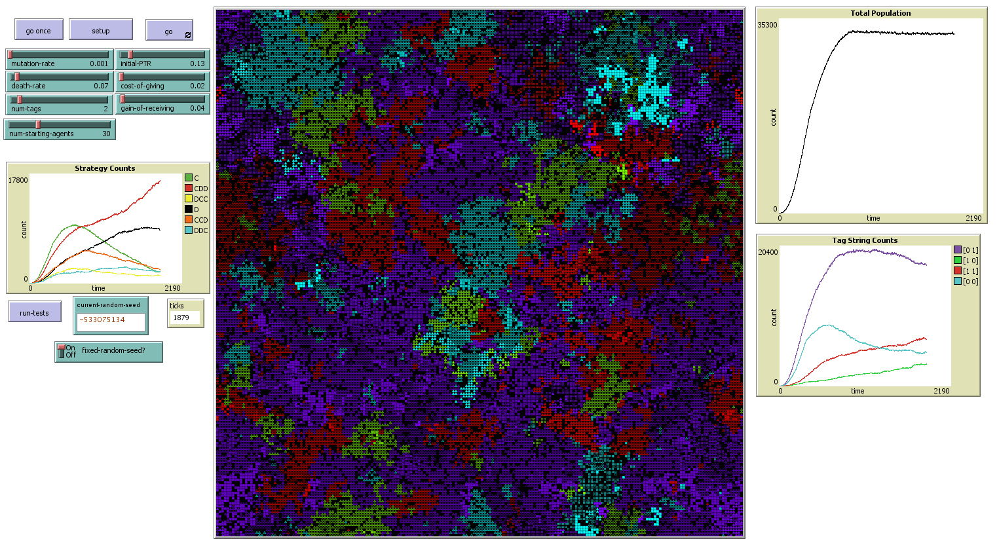 go once
setup
go
mutation-rate 0.001
initial-PTR 0.13
death-rate 0.07
cost-of-giving 0.02
num-tags 2
gain-of-receiving 0.04
num-starting-agents 30
Strategy Counts
17800
count
0
0
time
2190
C
CDD
DCC
D
CCD
DDC
run-tests
current-random-seed
-533075134
ticks
1879
On
Off
fixed-random-seed?
Total Population
35300
count
0
0
time
2190
Tag String Counts
20400
count
0
0
time
2190
[0 1]
[1 0]
[1 1]
[0 0]